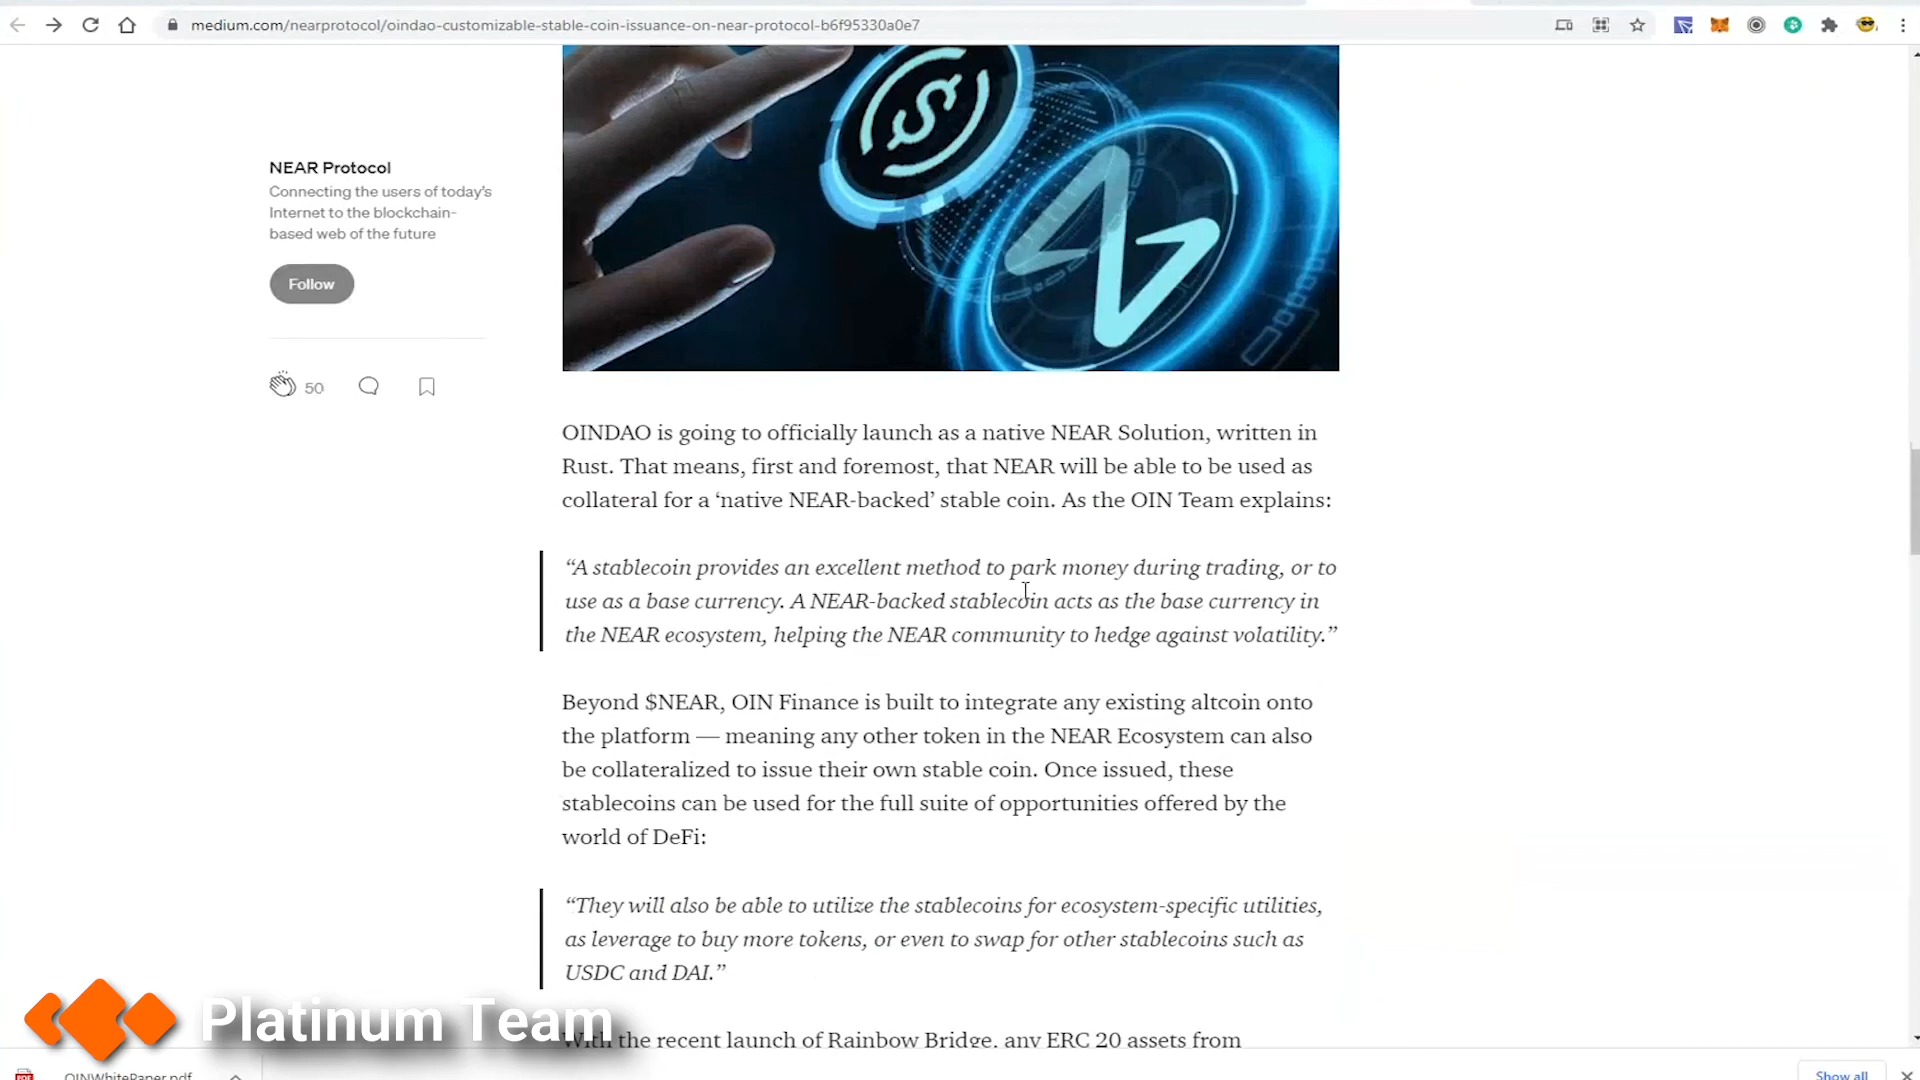 medium.com/nearprotocol/oindao-customizable-stable-coin-issuance-on-near-protocol-b6f95330a0e7
NEAR Protocol
Connecting the users of today's
Internet to the blockchain-
based web of the future
Follow
50
OINDAO is going to officially launch as a native NEAR Solution, written in
Rust. That means, first and foremost, that NEAR will be able to be used as
collateral for a ‘native NEAR-backed’ stable coin. As the OIN Team explains:
“A stablecoin provides an excellent method to park money during trading, or to
use as a base currency. A NEAR-backed stablecoin acts as the base currency in
the NEAR ecosystem, helping the NEAR community to hedge against volatility.”
Beyond $NEAR, OIN Finance is built to integrate any existing altcoin onto
the platform — meaning any other token in the NEAR Ecosystem can also
be collateralized to issue their own stable coin. Once issued, these
stablecoins can be used for the full suite of opportunities offered by the
world of DeFi:
“They will also be able to utilize the stablecoins for ecosystem-specific utilities,
as leverage to buy more tokens, or even to swap for other stablecoins such as
USDC and DAI.”
With the recent launch of Rainbow Bridge, any ERC 20 assets from
Platinum Team
OINWhitePaper.pdf
Show all